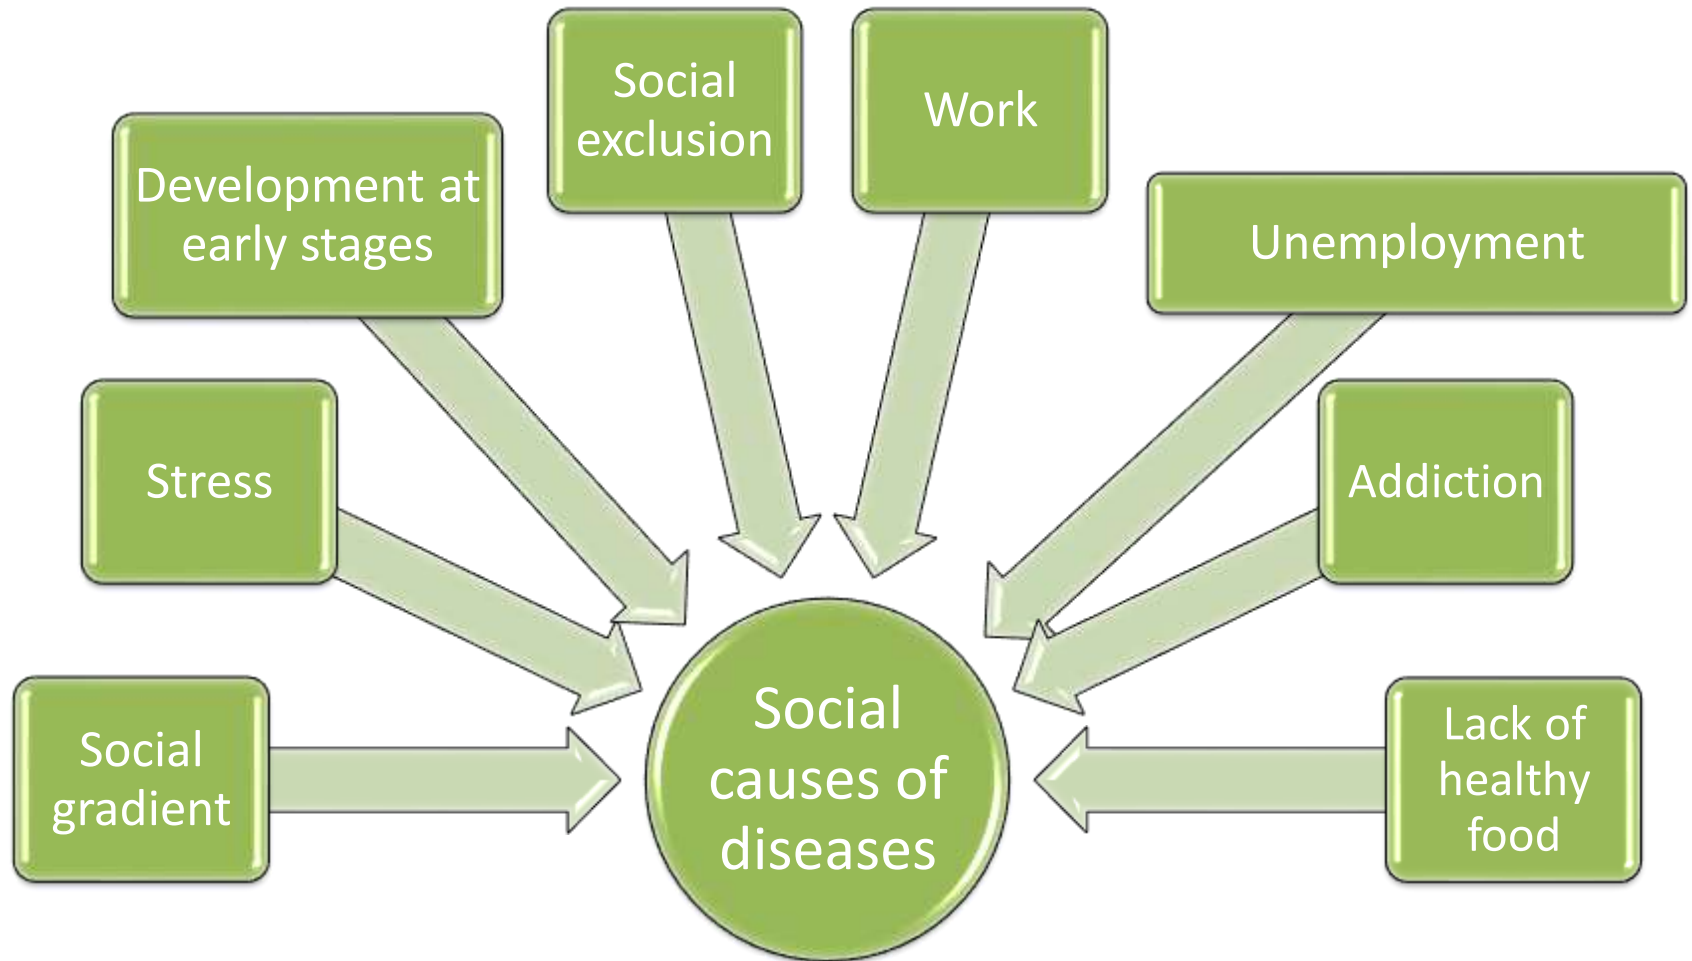 Social
exclusion
Work
Development at
early stages
Unemployment
Stress
Addiction
Social
gradient
Social
causes of
diseases
Lack of
healthy
food